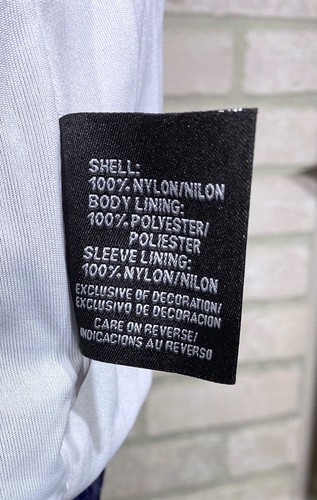 SHELL:
100% NYLON/NILON
BODY LINING:
100% POLYESTER/
POLIESTER
SLEEVE LINING:
100% NYLON/NILON
EXCLUSIVE OF DECORATION/
EXCLUSIVO DE DECORACION
CARE ON REVERSE/
INDICACIONS AU REVERSO